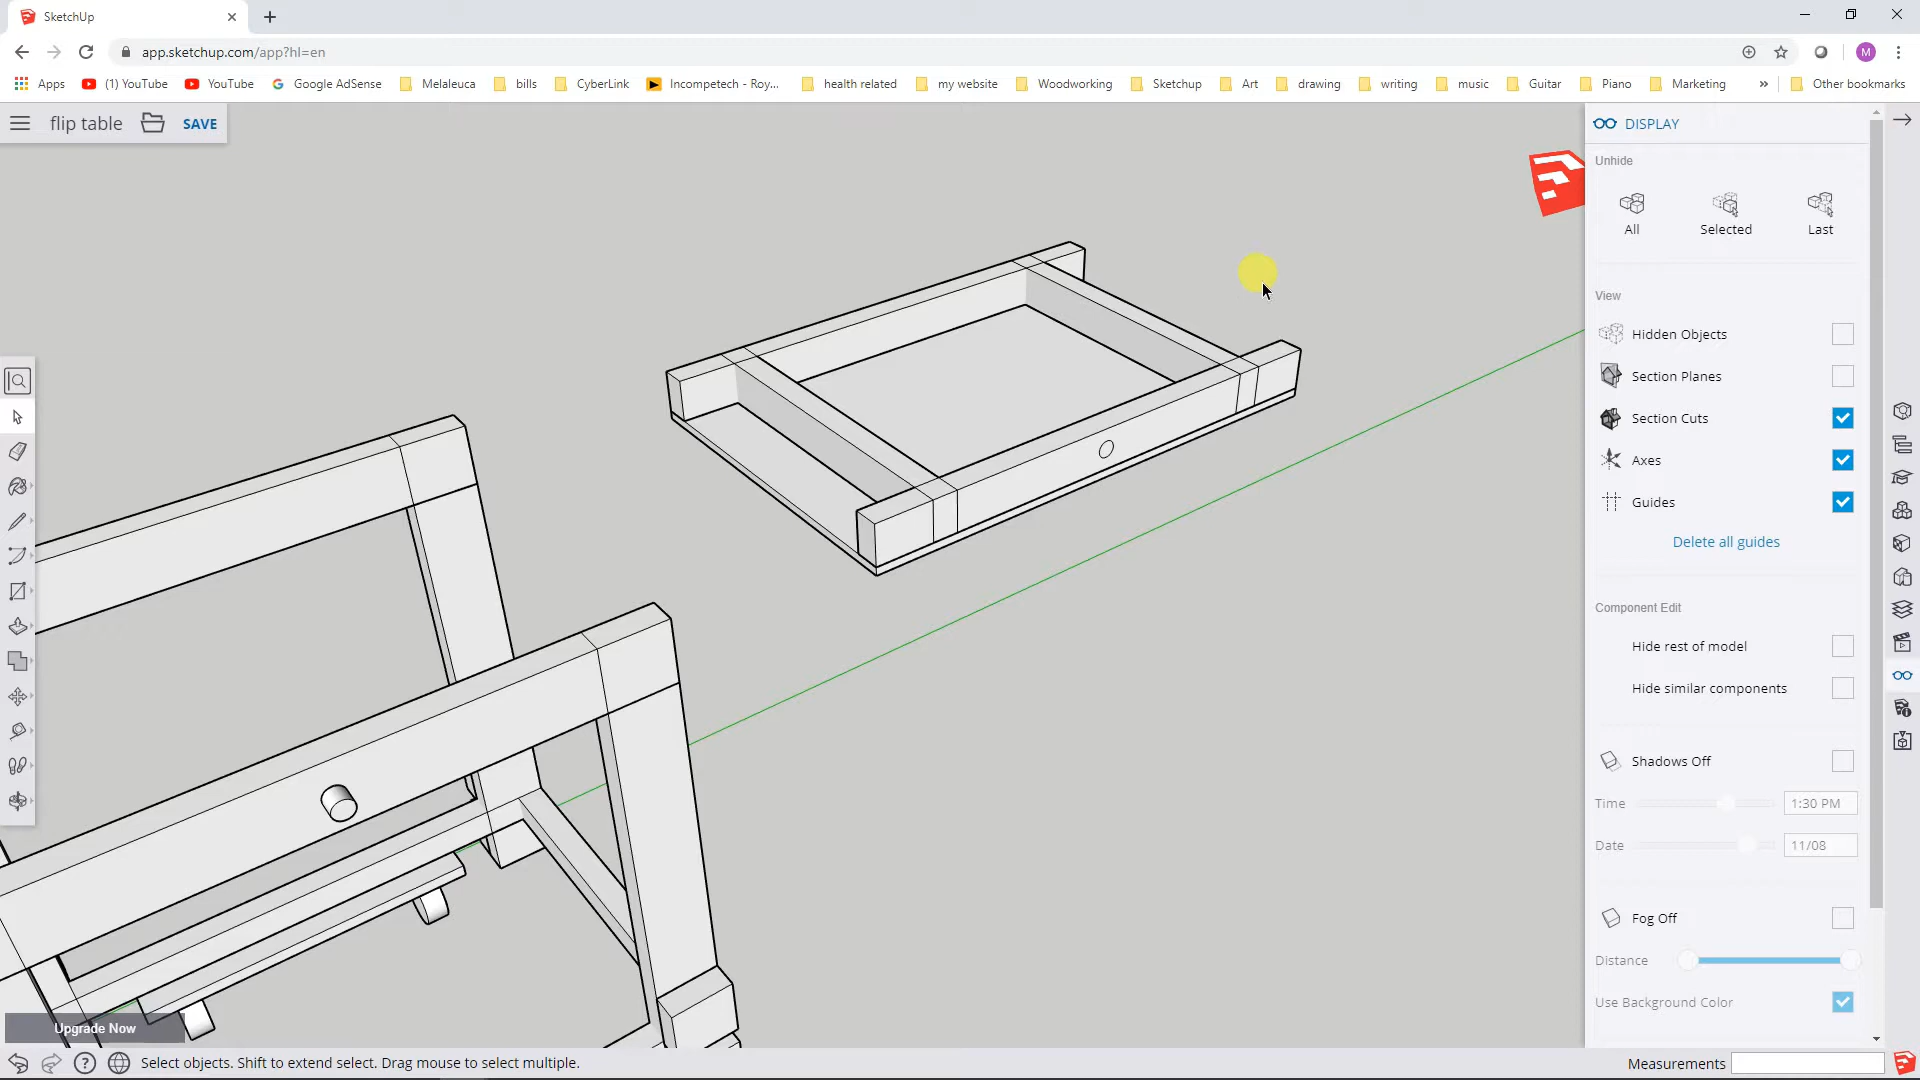 SketchUp
app.sketchup.com/app?hl=en
M
Apps
(1) YouTube
YouTube
Google AdSense
Melaleuca
bills
CyberLink
Incompetech - Roy...
health related
my website
Woodworking
Sketchup
Art
drawing
writing
music
Guitar
Piano
Marketing
»
Other bookmarks
flip table
SAVE
DISPLAY
Unhide
All
Selected
Last
View
Hidden Objects
Section Planes
Section Cuts
Axes
Guides
Delete all guides
Component Edit
Hide rest of model
Hide similar components
Shadows Off
Time
1:30 PM
Date
11/08
Fog Off
Distance
Use Background Color
Upgrade Now
Select objects. Shift to extend select. Drag mouse to select multiple.
Measurements